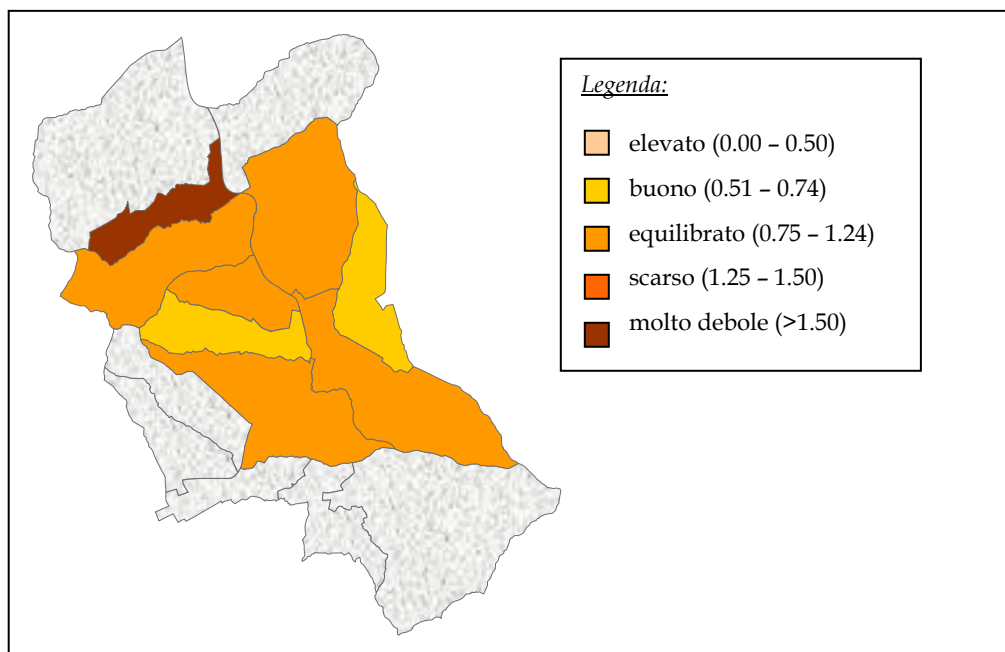 Legenda:
elevato (0.00 – 0.50)
buono (0.51 – 0.74)
equilibrato (0.75 – 1.24)
scarso (1.25 – 1.50)
molto debole (>1.50)